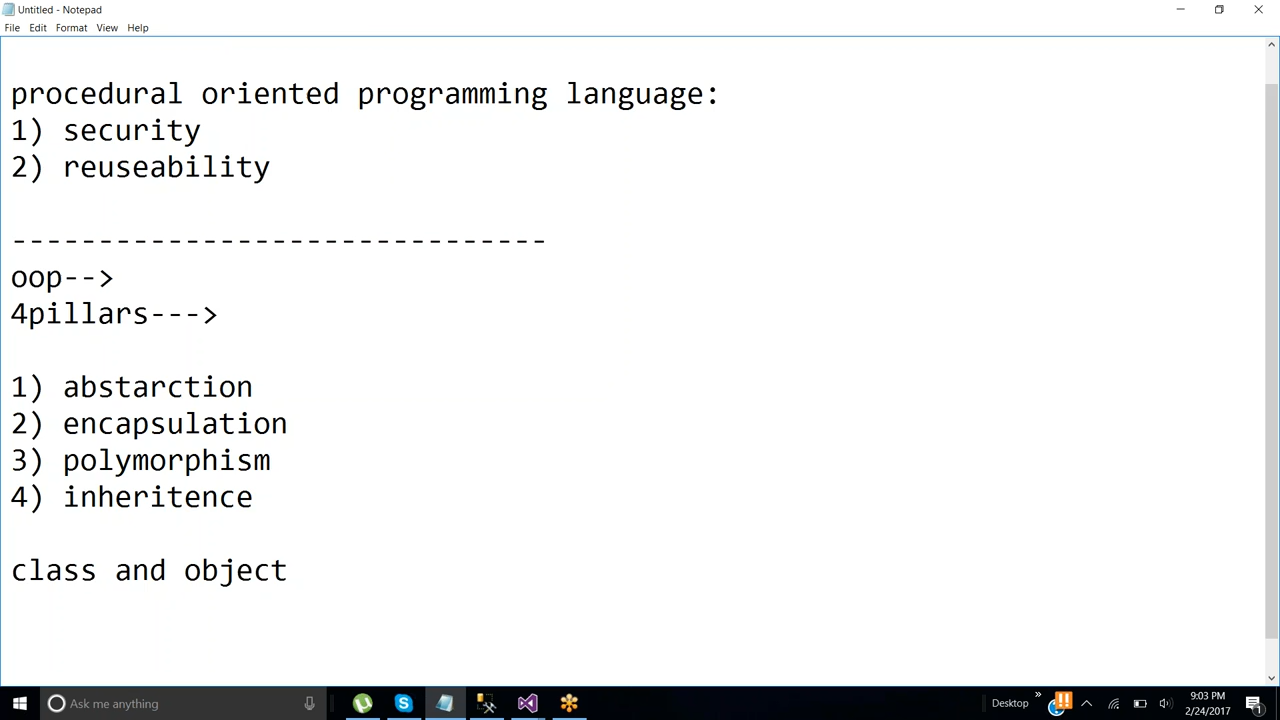 Untitled - Notepad
File Edit Format View Help
procedural oriented programming language:
1) security
2) reuseability
-------------------------------
oop-->
4pillars--->
1) abstarction
2) encapsulation
3) polymorphism
4) inheritence
class and object
Ask me anything
Desktop
»
9:03 PM
2/24/2017
1